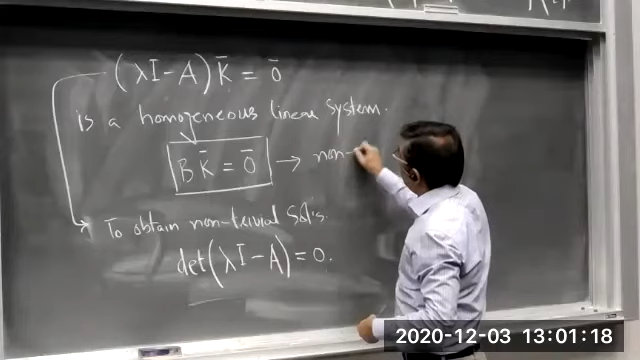 (λI-A)K̄ = ō
is a homogeneous linear system.
BK̄ = ō → non-
To obtain non-trivial Sol's.
det(λI-A) = 0.
2020-12-03 13:01:18